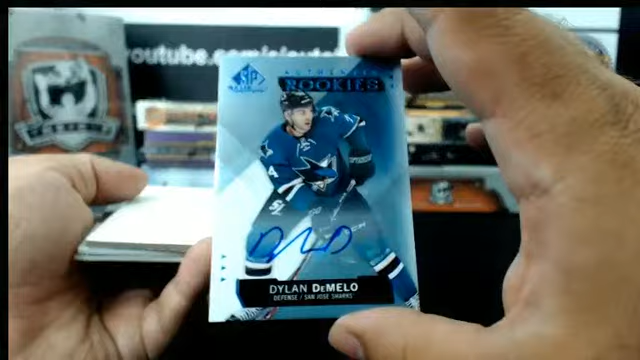 youtube.com/
SP
AUTHENTIC
ROOKIES
DYLAN DEMELO
DEFENSE / SAN JOSE SHARKS